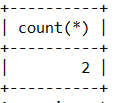 +----------+
| count(*) |
+----------+
|        2 |
+----------+